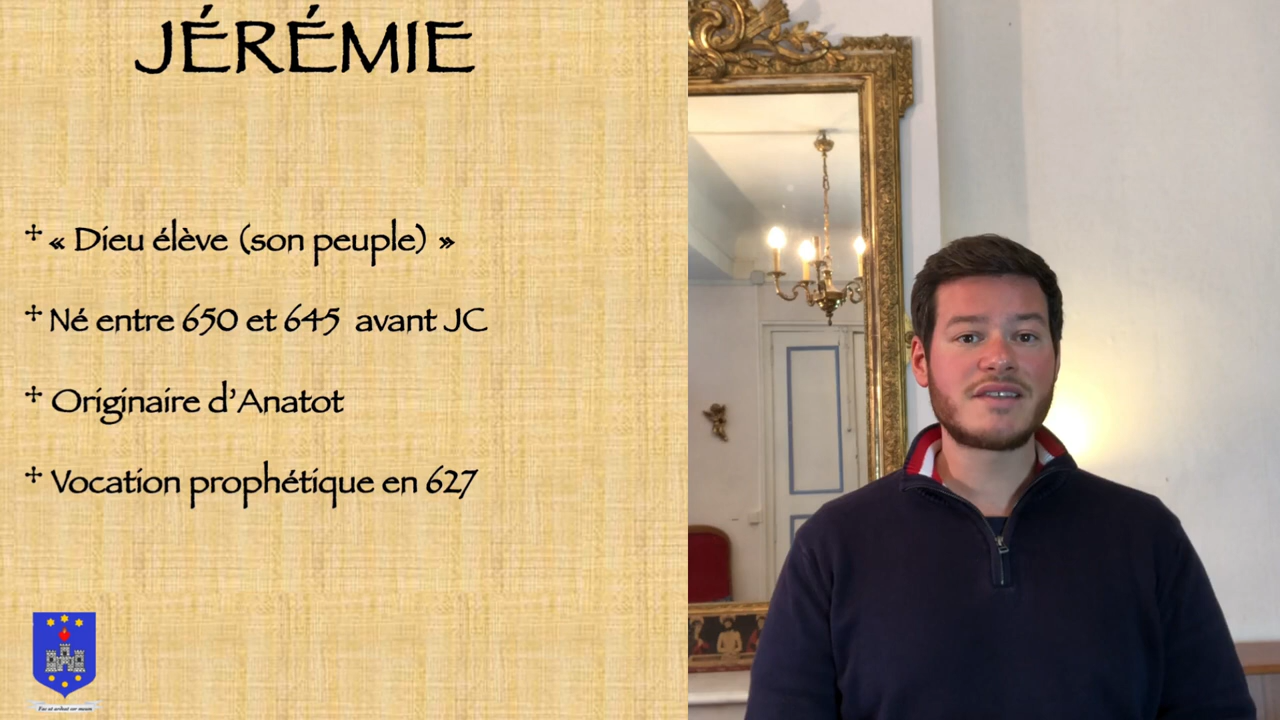 JÉRÉMIE
« Dieu élève (son peuple) »
Né entre 650 et 645 avant JC
Originaire d’Anatot
Vocation prophétique en 627